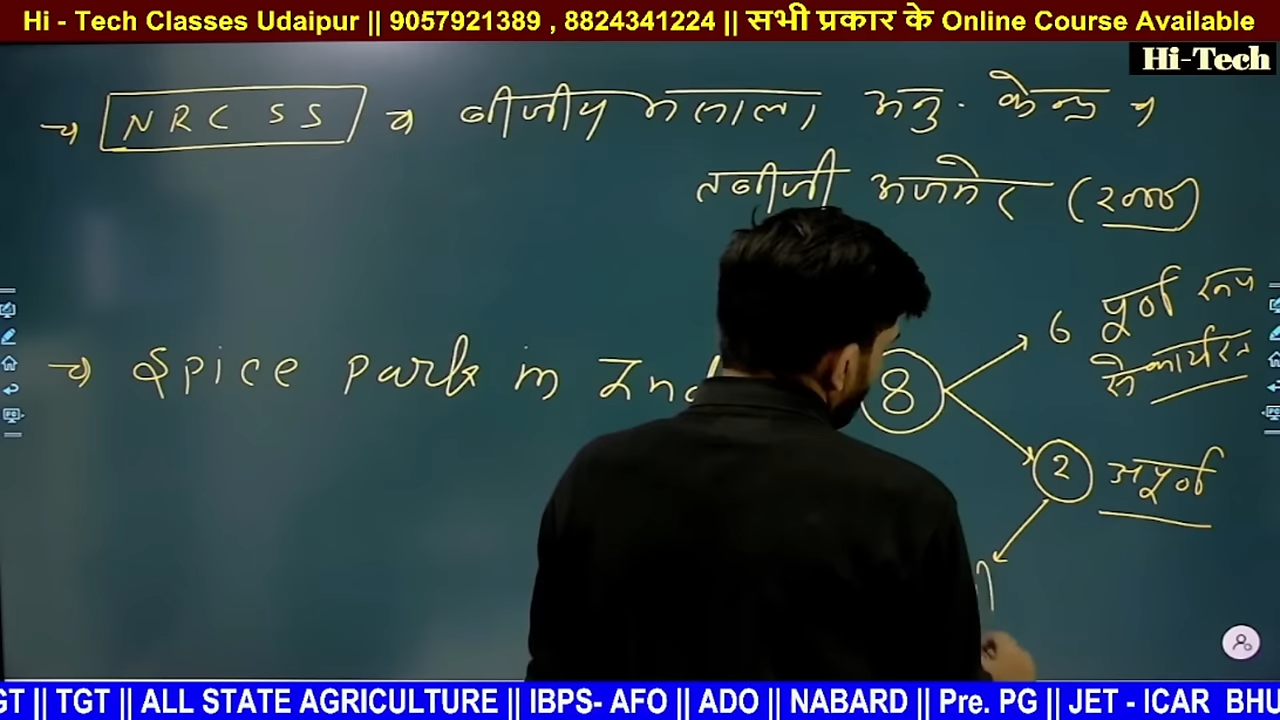 Hi - Tech Classes Udaipur || 9057921389 , 8824341224 || सभी प्रकार के Online Course Available
Hi-Tech
→ NRCSS → बीजीय मसाला अनु. केन्द्र →
तबीजी अजमेर (2000)
→ Spice park in Ind
8
6 पूर्ण रूप
से कार्यरत
2 अपूर्ण
GT || TGT || ALL STATE AGRICULTURE || IBPS- AFO || ADO || NABARD || Pre. PG || JET - ICAR BHU